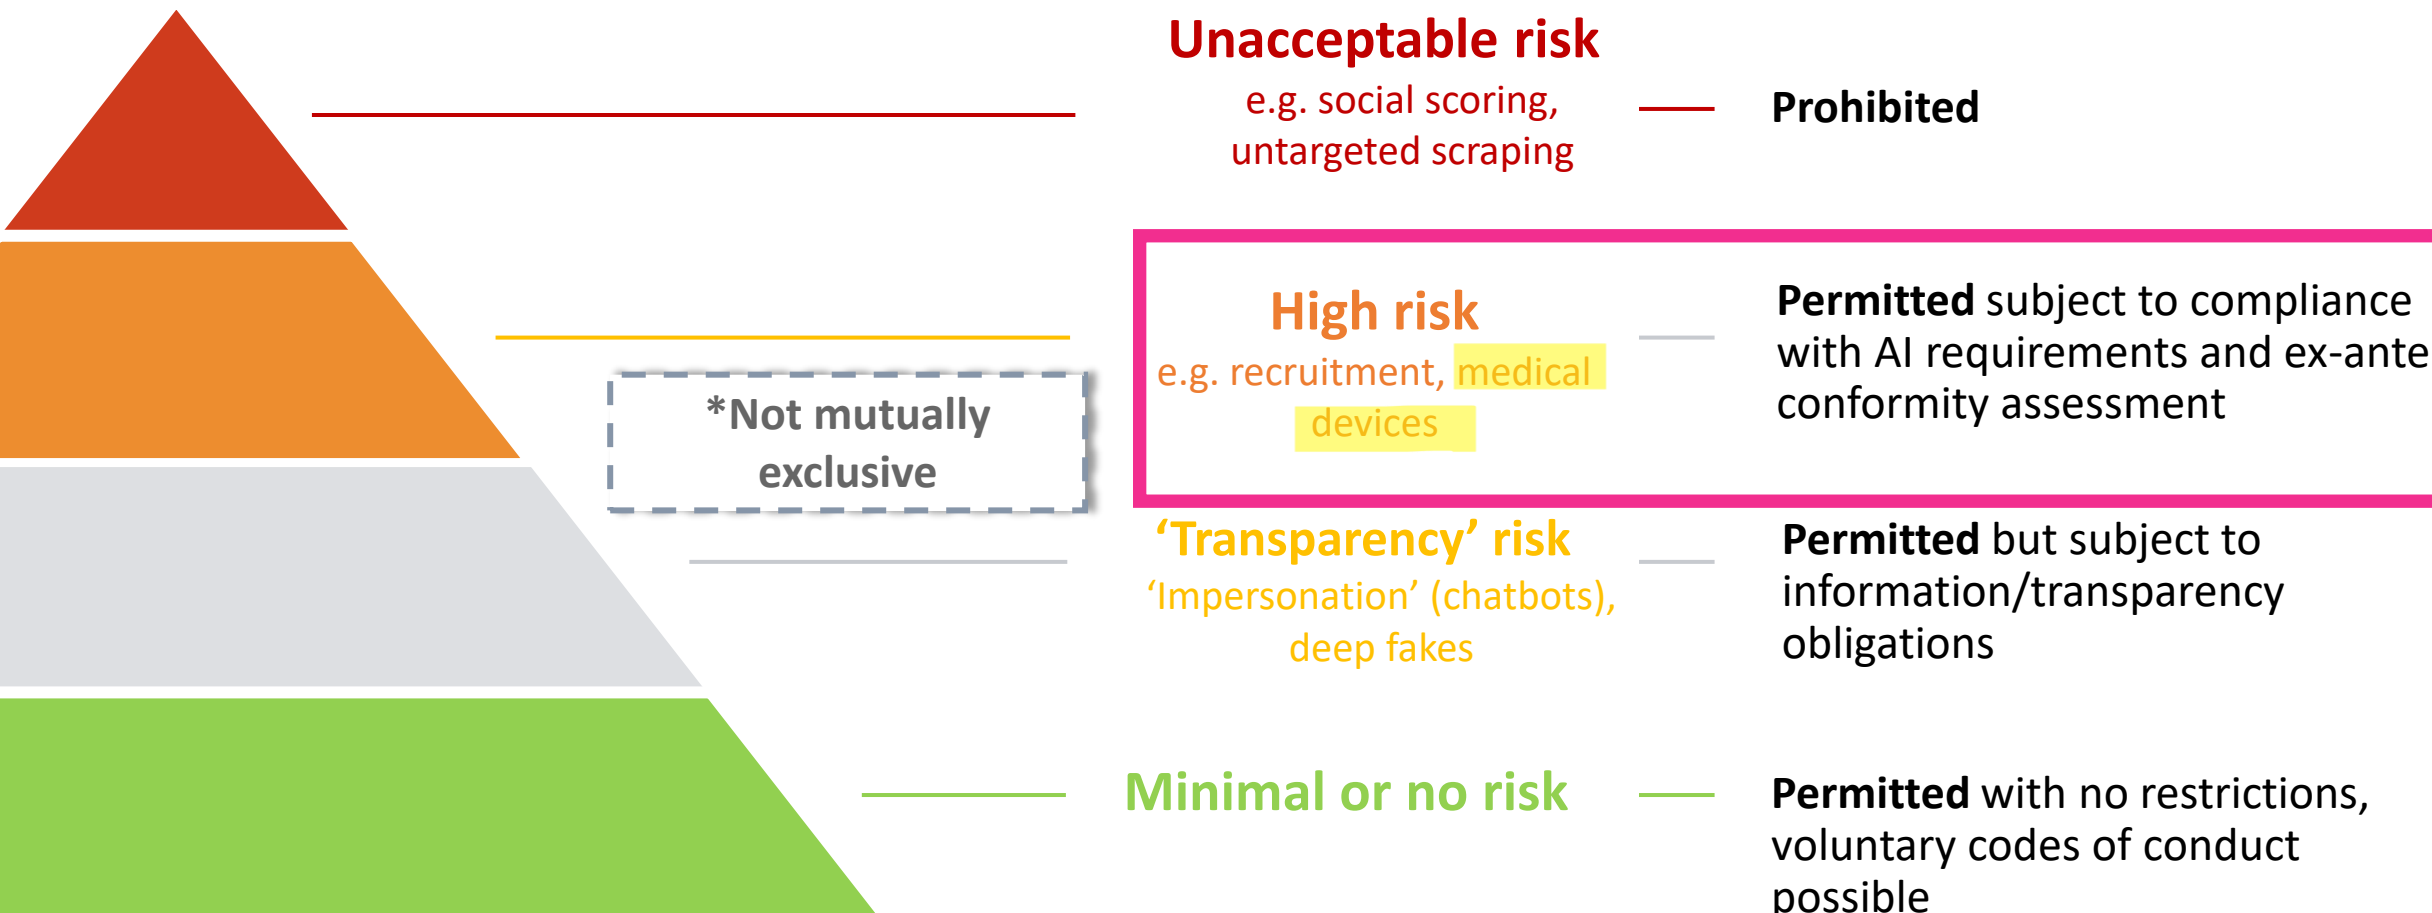 Unacceptable risk
e.g. social scoring,
untargeted scraping
Prohibited
High risk
e.g. recruitment, medical
devices
Permitted subject to compliance
with AI requirements and ex-ante
conformity assessment
*Not mutually
exclusive
‘Transparency’ risk
‘Impersonation’ (chatbots),
deep fakes
Permitted but subject to
information/transparency
obligations
Minimal or no risk
Permitted with no restrictions,
voluntary codes of conduct
possible